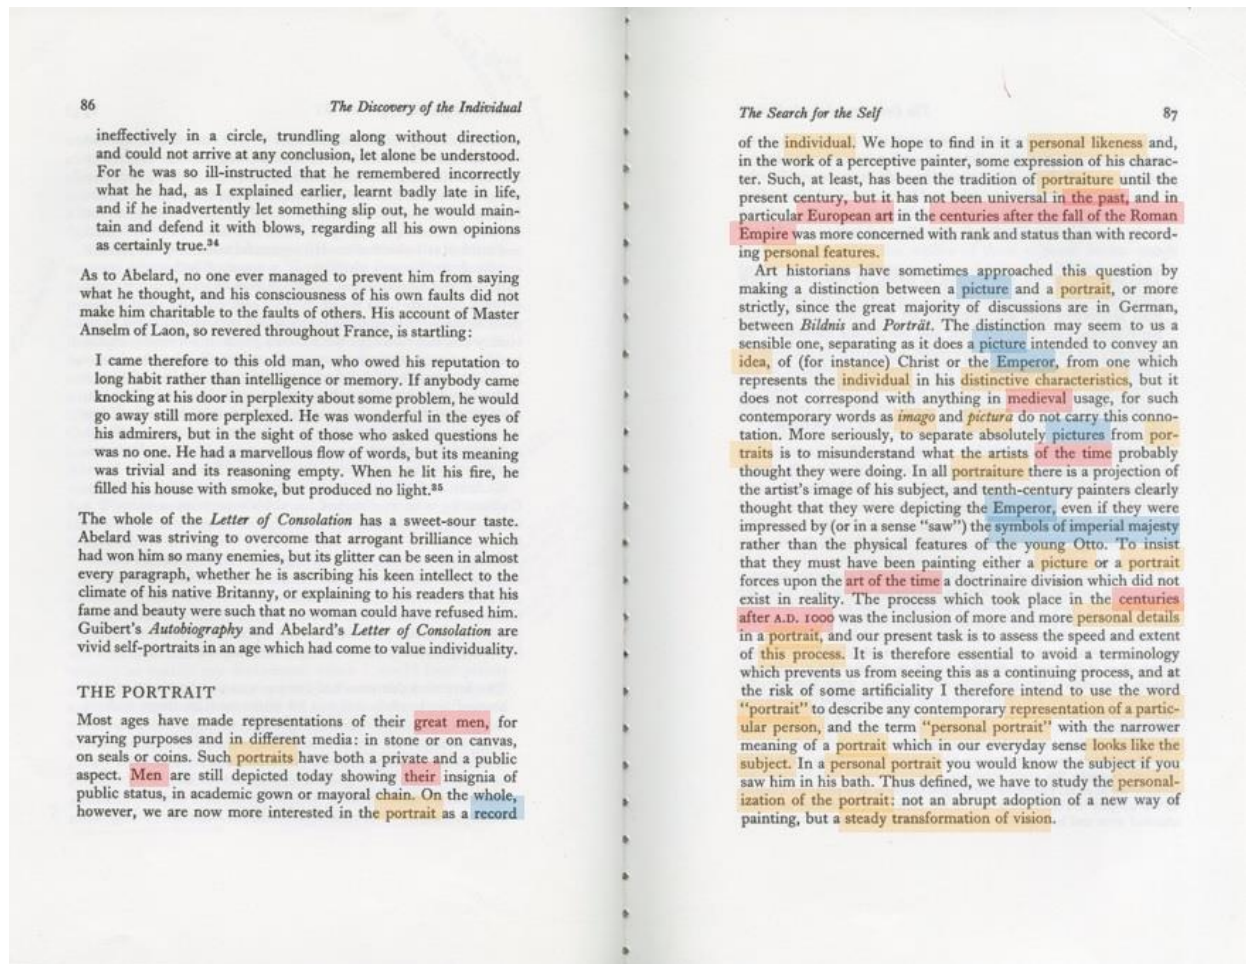 86
The Discovery of the Individual
ineffectively in a circle, trundling along without direction,
and could not arrive at any conclusion, let alone be understood.
For he was so ill-instructed that he remembered incorrectly
what he had, as I explained earlier, learnt badly late in life,
and if he inadvertently let something slip out, he would main-
tain and defend it with blows, regarding all his own opinions
as certainly true.³⁴
As to Abelard, no one ever managed to prevent him from saying
what he thought, and his consciousness of his own faults did not
make him charitable to the faults of others. His account of Master
Anselm of Laon, so revered throughout France, is startling:
I came therefore to this old man, who owed his reputation to
long habit rather than intelligence or memory. If anybody came
knocking at his door in perplexity about some problem, he would
go away still more perplexed. He was wonderful in the eyes of
his admirers, but in the sight of those who asked questions he
was no one. He had a marvellous flow of words, but its meaning
was trivial and its reasoning empty. When he lit his fire, he
filled his house with smoke, but produced no light.³⁵
The whole of the Letter of Consolation has a sweet-sour taste.
Abelard was striving to overcome that arrogant brilliance which
had won him so many enemies, but its glitter can be seen in almost
every paragraph, whether he is ascribing his keen intellect to the
climate of his native Britanny, or explaining to his readers that his
fame and beauty were such that no woman could have refused him.
Guibert's Autobiography and Abelard's Letter of Consolation are
vivid self-portraits in an age which had come to value individuality.
THE PORTRAIT
Most ages have made representations of their great men, for
varying purposes and in different media: in stone or on canvas,
on seals or coins. Such portraits have both a private and a public
aspect. Men are still depicted today showing their insignia of
public status, in academic gown or mayoral chain. On the whole,
however, we are now more interested in the portrait as a record
The Search for the Self
87
of the individual. We hope to find in it a personal likeness and,
in the work of a perceptive painter, some expression of his charac-
ter. Such, at least, has been the tradition of portraiture until the
present century, but it has not been universal in the past, and in
particular European art in the centuries after the fall of the Roman
Empire was more concerned with rank and status than with record-
ing personal features.
Art historians have sometimes approached this question by
making a distinction between a picture and a portrait, or more
strictly, since the great majority of discussions are in German,
between Bildnis and Porträt. The distinction may seem to us a
sensible one, separating as it does a picture intended to convey an
idea, of (for instance) Christ or the Emperor, from one which
represents the individual in his distinctive characteristics, but it
does not correspond with anything in medieval usage, for such
contemporary words as imago and pictura do not carry this conno-
tation. More seriously, to separate absolutely pictures from por-
traits is to misunderstand what the artists of the time probably
thought they were doing. In all portraiture there is a projection of
the artist's image of his subject, and tenth-century painters clearly
thought that they were depicting the Emperor, even if they were
impressed by (or in a sense "saw") the symbols of imperial majesty
rather than the physical features of the young Otto. To insist
that they must have been painting either a picture or a portrait
forces upon the art of the time a doctrinaire division which did not
exist in reality. The process which took place in the centuries
after A.D. 1000 was the inclusion of more and more personal details
in a portrait, and our present task is to assess the speed and extent
of this process. It is therefore essential to avoid a terminology
which prevents us from seeing this as a continuing process, and at
the risk of some artificiality I therefore intend to use the word
"portrait" to describe any contemporary representation of a partic-
ular person, and the term "personal portrait" with the narrower
meaning of a portrait which in our everyday sense looks like the
subject. In a personal portrait you would know the subject if you
saw him in his bath. Thus defined, we have to study the personal-
ization of the portrait: not an abrupt adoption of a new way of
painting, but a steady transformation of vision.